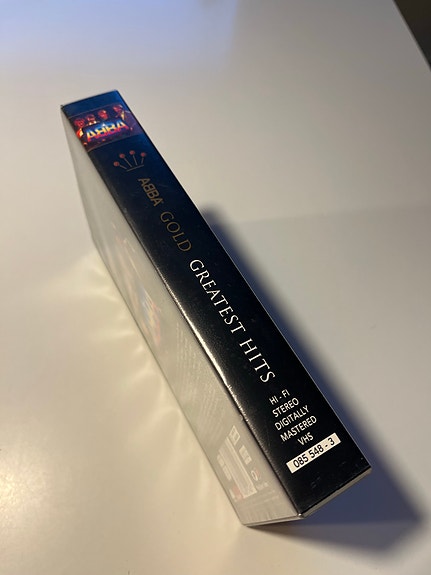 ABBA
ABBA GOLD GREATEST HITS
HI - FI
STEREO
DIGITALLY
MASTERED
VHS
085 548 - 3